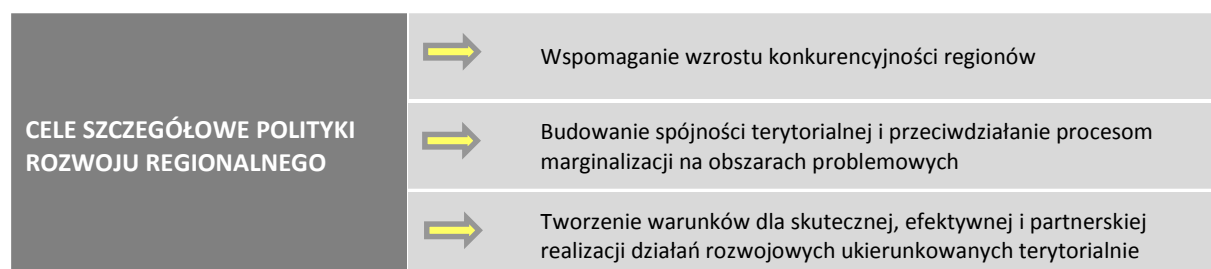 CELE SZCZEGÓŁOWE POLITYKI
ROZWOJU REGIONALNEGO
Wspomaganie wzrostu konkurencyjności regionów
Budowanie spójności terytorialnej i przeciwdziałanie procesom
marginalizacji na obszarach problemowych
Tworzenie warunków dla skutecznej, efektywnej i partnerskiej
realizacji działań rozwojowych ukierunkowanych terytorialnie